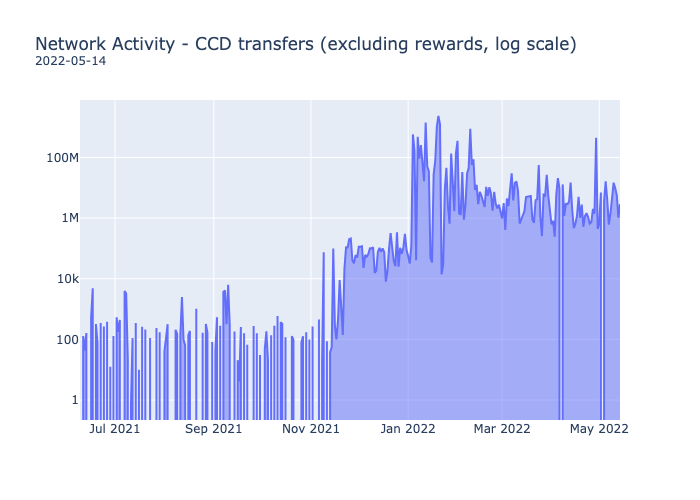 Network Activity - CCD transfers (excluding rewards, log scale)
2022-05-14
100M
1M
10k
100
1
Jul 2021
Sep 2021
Nov 2021
Jan 2022
Mar 2022
May 2022